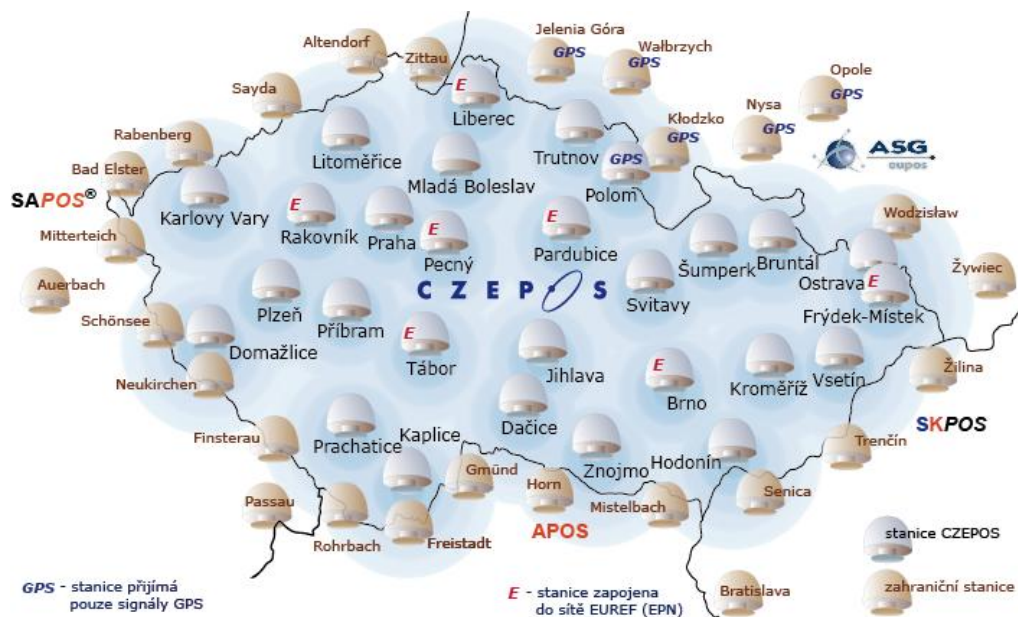 Jelenia Góra
Altendorf
Wałbrzych
Zittau
GPS
GPS
Opole
Sayda
E
GPS
Liberec
Nysa
Rabenberg
Kłodzko
GPS
GPS
ASG
eupos
Litoměřice
Trutnov
GPS
Bad Elster
Mladá Boleslav
Polom
SAPOS®
Karlovy Vary
E
Rakovník
Praha
E
Pecný
E
Pardubice
Wodzisław
Mitterteich
Šumperk
Bruntál
Ostrava
Żywiec
Auerbach
CZEPOS
Svitavy
E
Frýdek-Místek
Plzeň
Příbram
Schönsee
Domažlice
E
Tábor
Jihlava
E
Brno
Kroměříž
Vsetín
Žilina
Neukirchen
Dačice
SKPOS
Finsterau
Prachatice
Kaplice
Trenčín
Znojmo
Hodonín
Gmünd
Horn
Senica
Passau
Mistelbach
Rohrbach
Freistadt
APOS
stanice CZEPOS
GPS - stanice přijímá
pouze signály GPS
E - stanice zapojena
do sítě EUREF (EPN)
Bratislava
zahraniční stanice